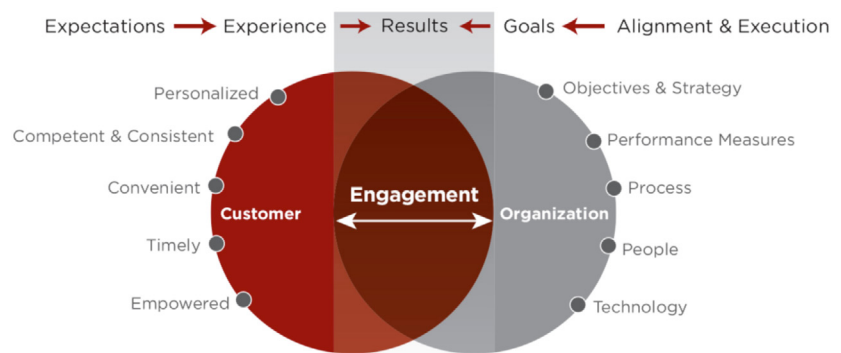 Expectations Experience Results Goals Alignment & Execution
Personalized
Objectives & Strategy
Competent & Consistent
Performance Measures
Convenient
Process
Engagement
Customer
Organization
Timely
People
Empowered
Technology